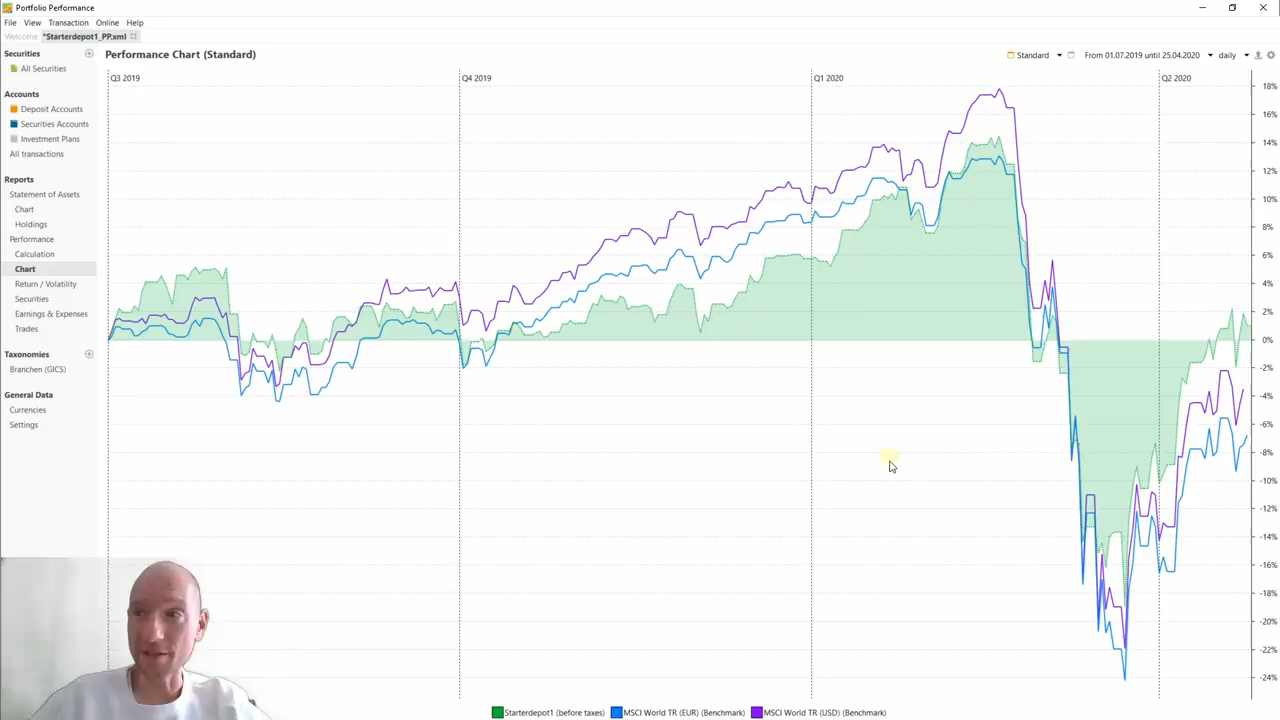 Portfolio Performance
File View Transaction Online Help
Welcome *Starterdepot1_PP.xml
Securities
All Securities
Accounts
Deposit Accounts
Securities Accounts
Investment Plans
All transactions
Reports
Statement of Assets
Chart
Holdings
Performance
Calculation
Chart
Return / Volatility
Securities
Earnings & Expenses
Trades
Taxonomies
Branchen (GICS)
General Data
Currencies
Settings
Performance Chart (Standard)
Standard From 01.07.2019 until 25.04.2020 daily
Q3 2019 Q4 2019 Q1 2020 Q2 2020
18%
16%
14%
12%
10%
8%
6%
4%
2%
0%
-2%
-4%
-6%
-8%
-10%
-12%
-14%
-16%
-18%
-20%
-22%
-24%
Starterdepot1 (before taxes) MSCI World TR (EUR) (Benchmark) MSCI World TR (USD) (Benchmark)